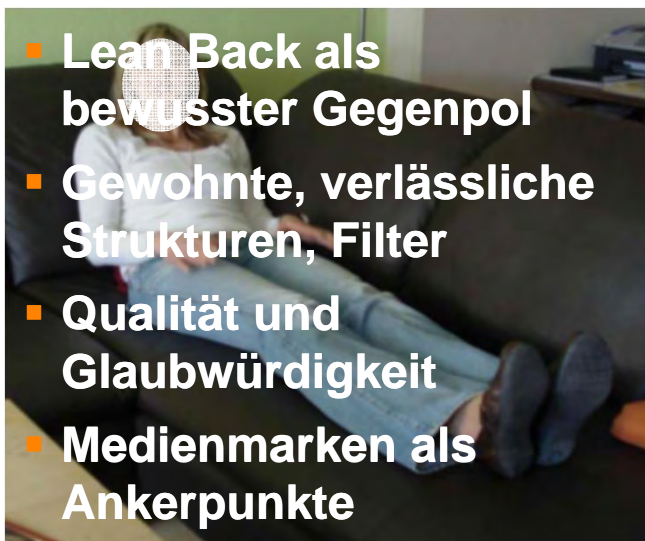 Lean Back als
bewusster Gegenpol
Gewohnte, verlässliche
Strukturen, Filter
Qualität und
Glaubwürdigkeit
Medienmarken als
Ankerpunkte